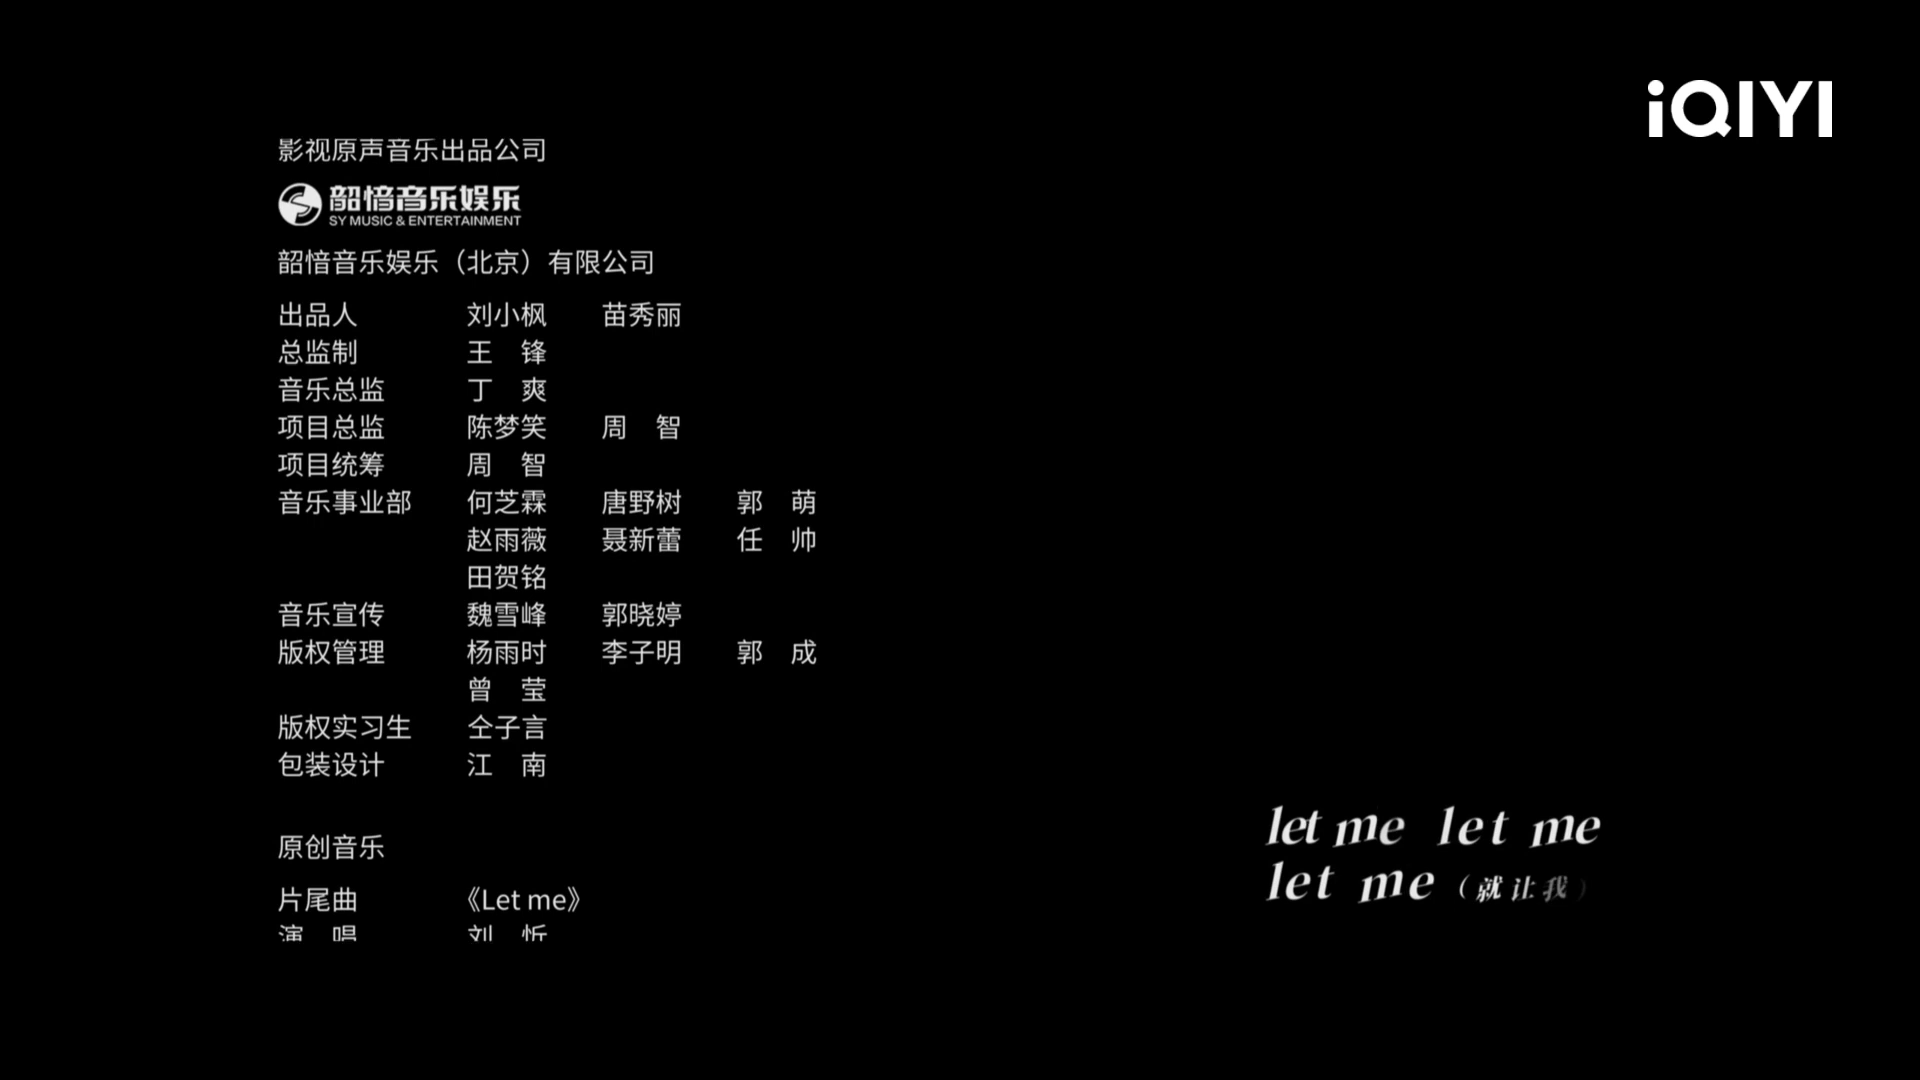 iQIYI
影视原声音乐出品公司
韶愔音乐娱乐
SY MUSIC & ENTERTAINMENT
韶愔音乐娱乐（北京）有限公司
出品人 刘小枫 苗秀丽
总监制 王 锋
音乐总监 丁 爽
项目总监 陈梦笑 周 智
项目统筹 周 智
音乐事业部 何芝霖 唐野树 郭 萌
赵雨薇 聂新蕾 任 帅
田贺铭
音乐宣传 魏雪峰 郭晓婷
版权管理 杨雨时 李子明 郭 成
曾 莹
版权实习生 仝子言
包装设计 江 南
原创音乐
片尾曲 《Let me》
演 唱 刘 忻
let me let me
let me（就让我）